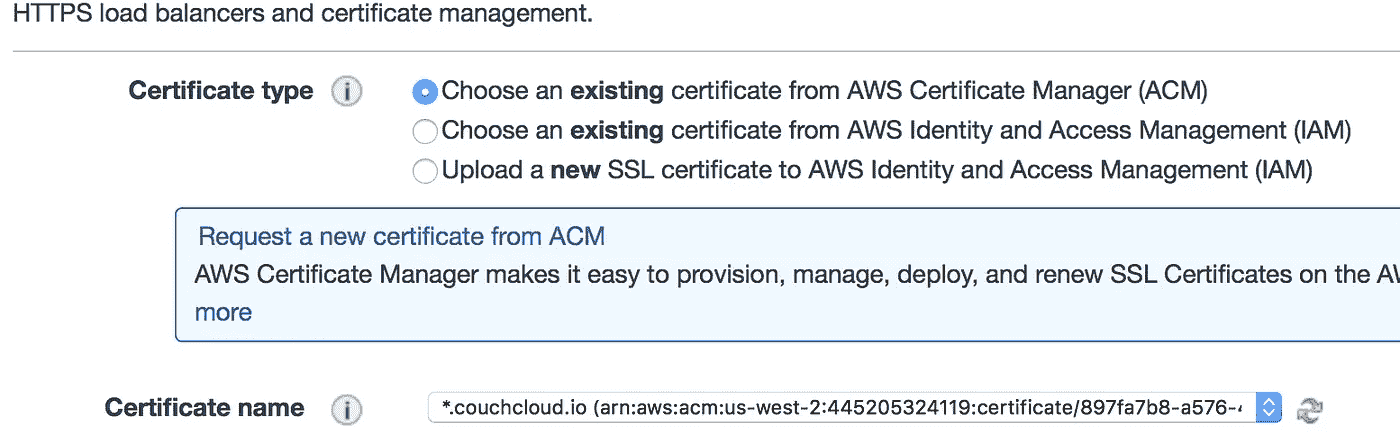 HTTPS load balancers and certificate management.
Certificate type i Choose an existing certificate from AWS Certificate Manager (ACM)
Choose an existing certificate from AWS Identity and Access Management (IAM)
Upload a new SSL certificate to AWS Identity and Access Management (IAM)
Request a new certificate from ACM
AWS Certificate Manager makes it easy to provision, manage, deploy, and renew SSL Certificates on the
more
Certificate name i *.couchcloud.io (arn:aws:acm:us-west-2:445205324119:certificate/897fa7b8-a576-